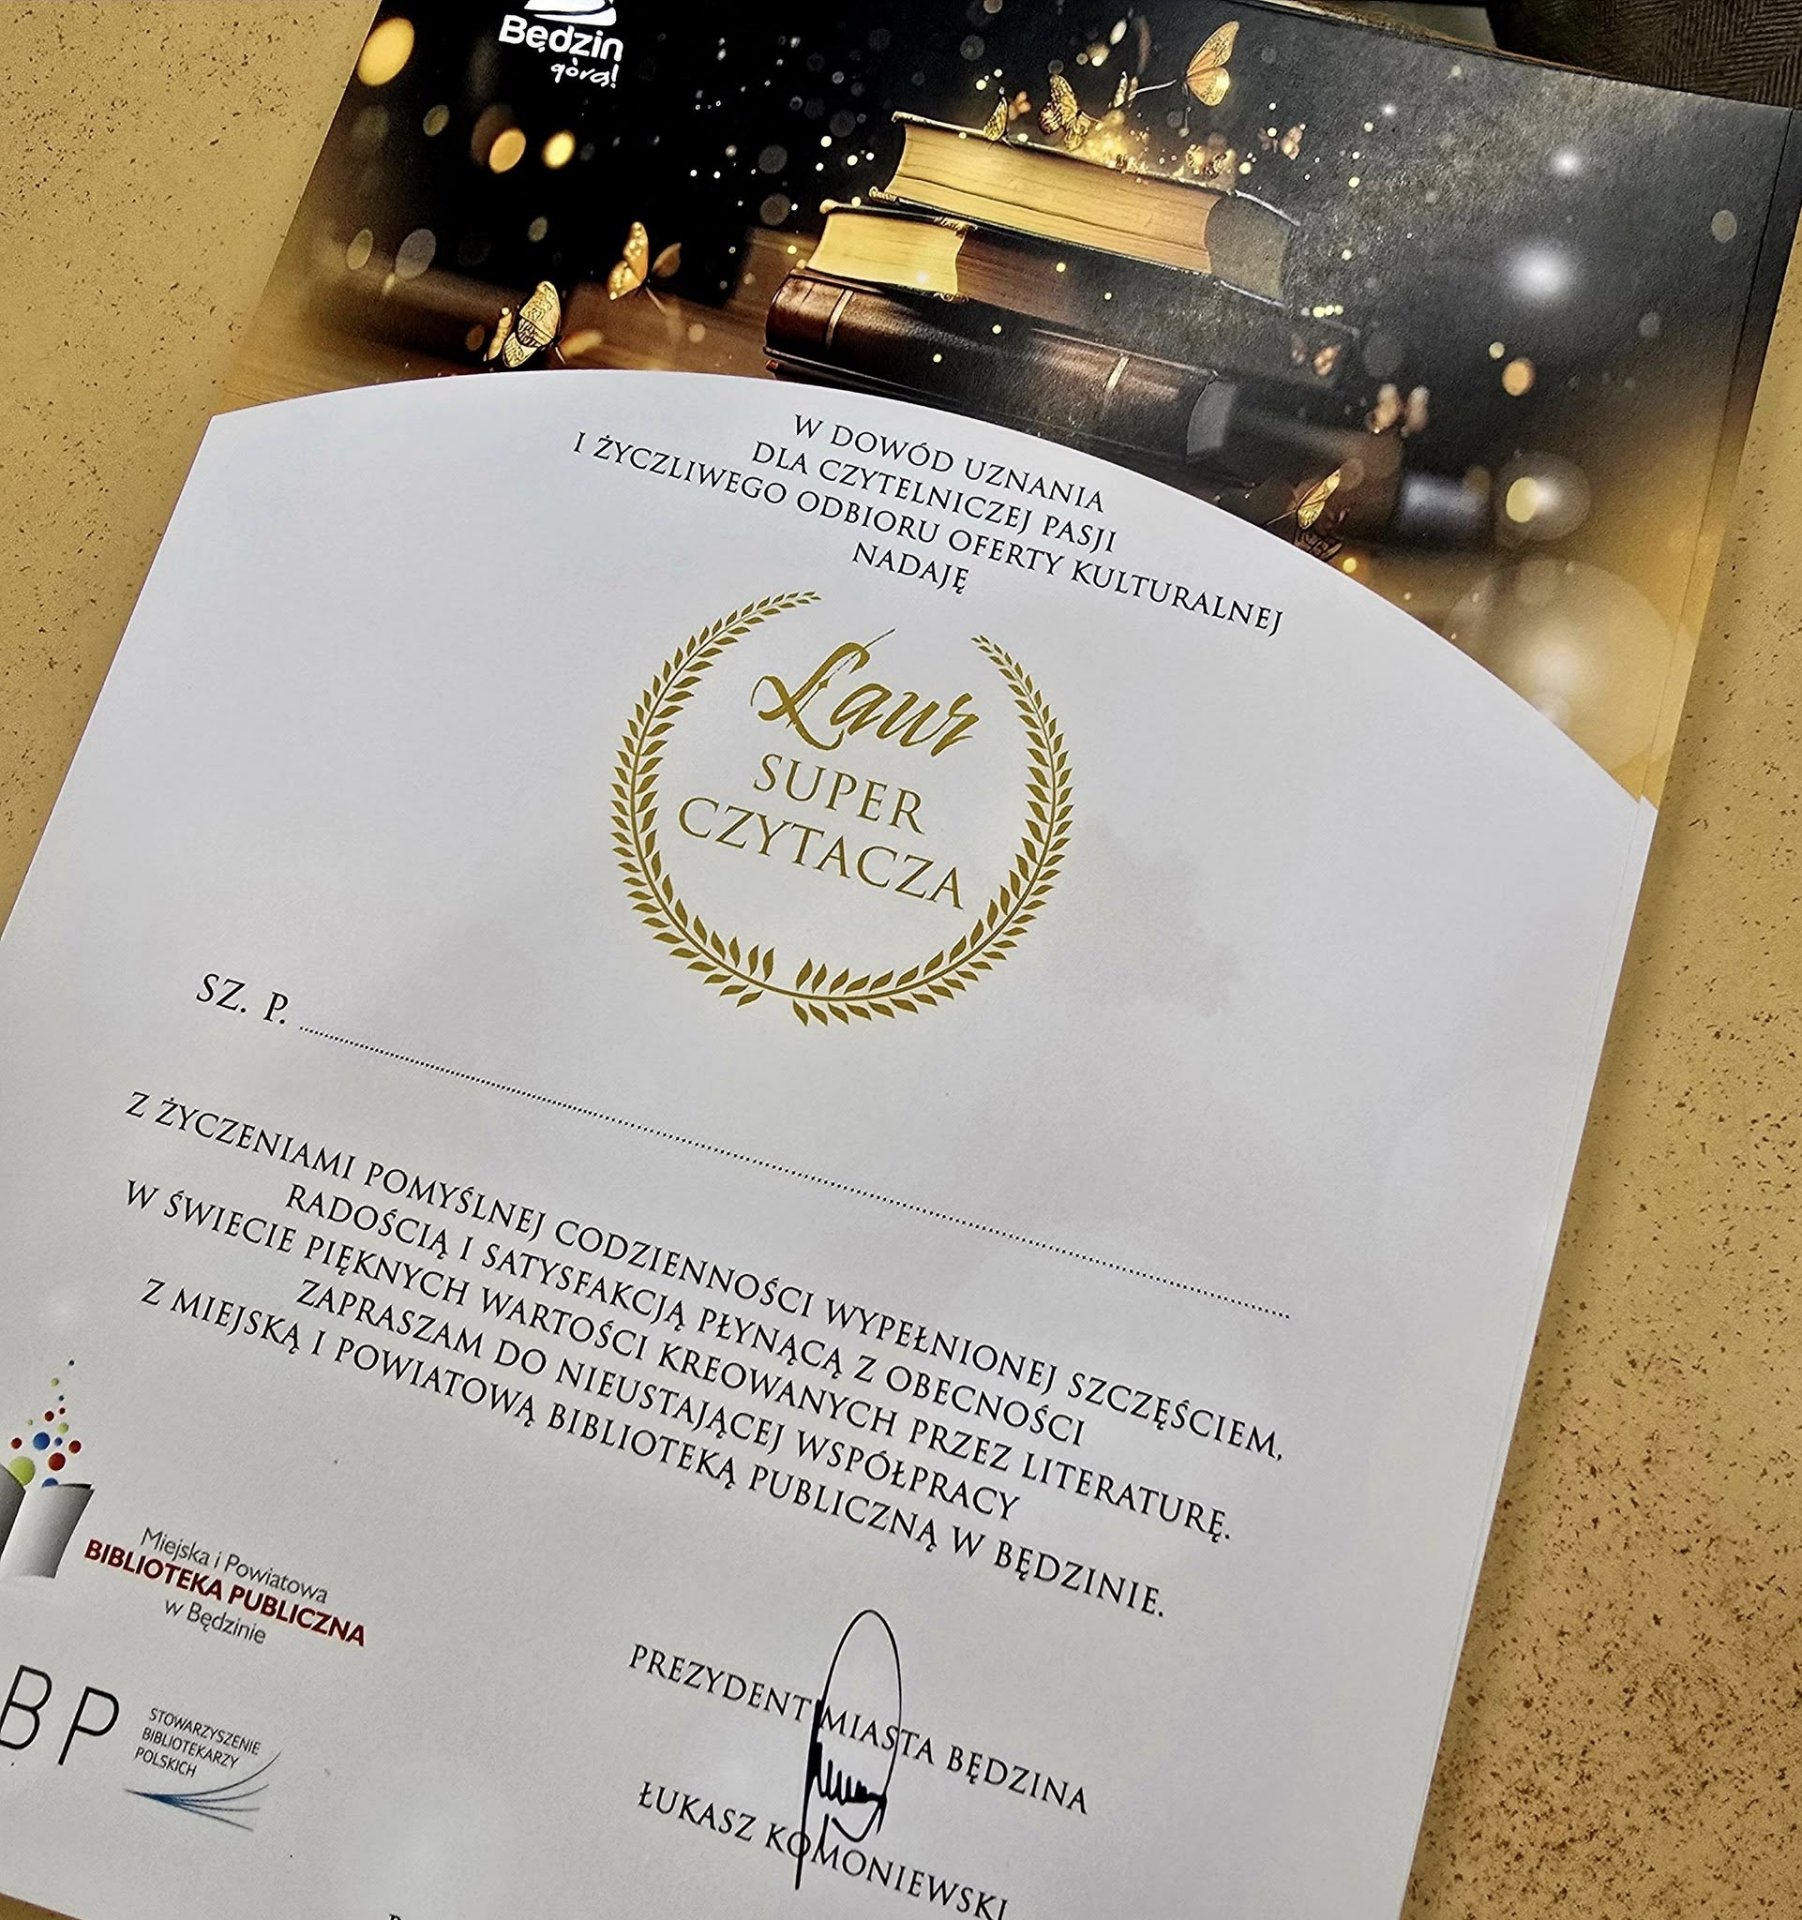 Będzin
góra!
W DOWÓD UZNANIA
DLA CZYTELNICZEJ PASJI
I ŻYCZLIWEGO ODBIORU OFERTY KULTURALNEJ
NADAJĘ
Laur
SUPER
CZYTACZA
SZ. P.
Z ŻYCZENIAMI POMYŚLNEJ CODZIENNOŚCI WYPEŁNIONEJ SZCZĘŚCIEM,
RADOŚCIĄ I SATYSFAKCJĄ PŁYNĄCĄ Z OBECNOŚCI
W ŚWIECIE PIĘKNYCH WARTOŚCI KREOWANYCH PRZEZ LITERATURĘ.
ZAPRASZAM DO NIEUSTAJĄCEJ WSPÓŁPRACY
Z MIEJSKĄ I POWIATOWĄ BIBLIOTEKĄ PUBLICZNĄ W BĘDZINIE.
Miejska i Powiatowa
BIBLIOTEKA PUBLICZNA
w Będzinie
BP
STOWARZYSZENIE
BIBLIOTEKARZY
POLSKICH
PREZYDENT MIASTA BĘDZINA
ŁUKASZ KOMONIEWSKI